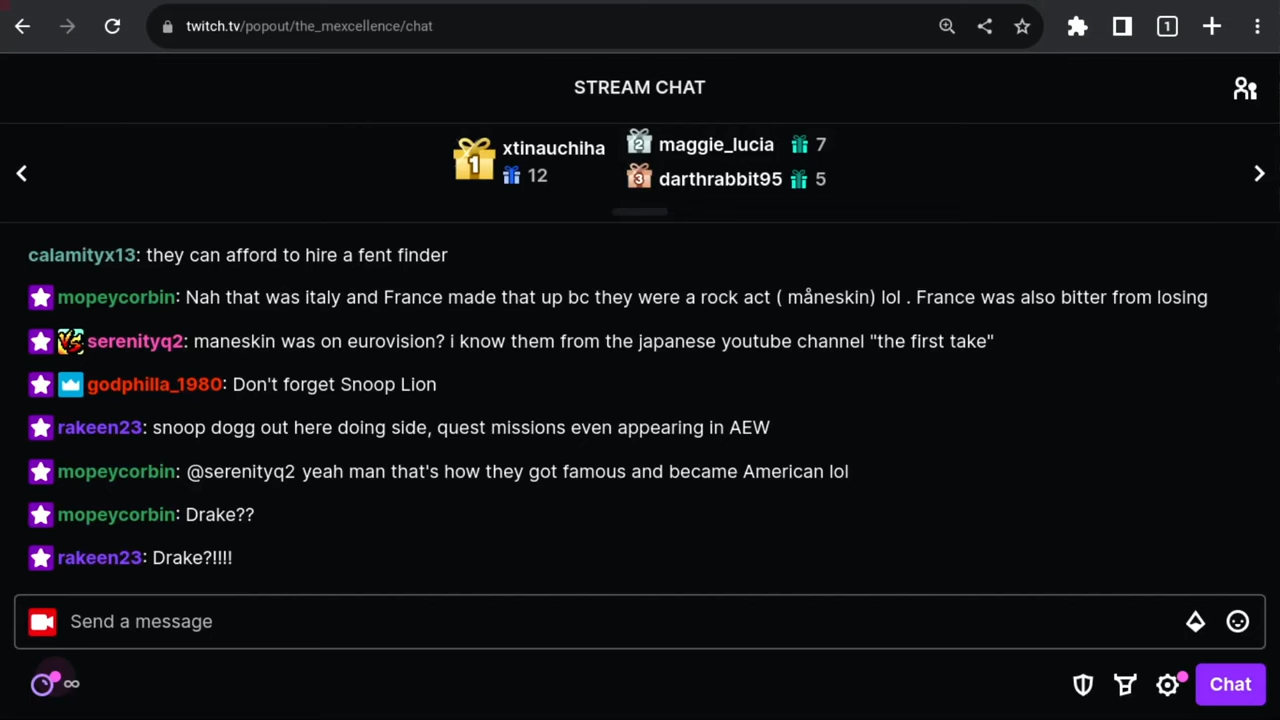 twitch.tv/popout/the_mexcellence/chat
1
STREAM CHAT
1 xtinauchiha 12
2 maggie_lucia 7
3 darthrabbit95 5
calamityx13: they can afford to hire a fent finder
mopeycorbin: Nah that was italy and France made that up bc they were a rock act ( måneskin) lol . France was also bitter from losing
serenityq2: maneskin was on eurovision? i know them from the japanese youtube channel "the first take"
godphilla_1980: Don't forget Snoop Lion
rakeen23: snoop dogg out here doing side, quest missions even appearing in AEW
mopeycorbin: @serenityq2 yeah man that's how they got famous and became American lol
mopeycorbin: Drake??
rakeen23: Drake?!!!!
Send a message
∞
Chat